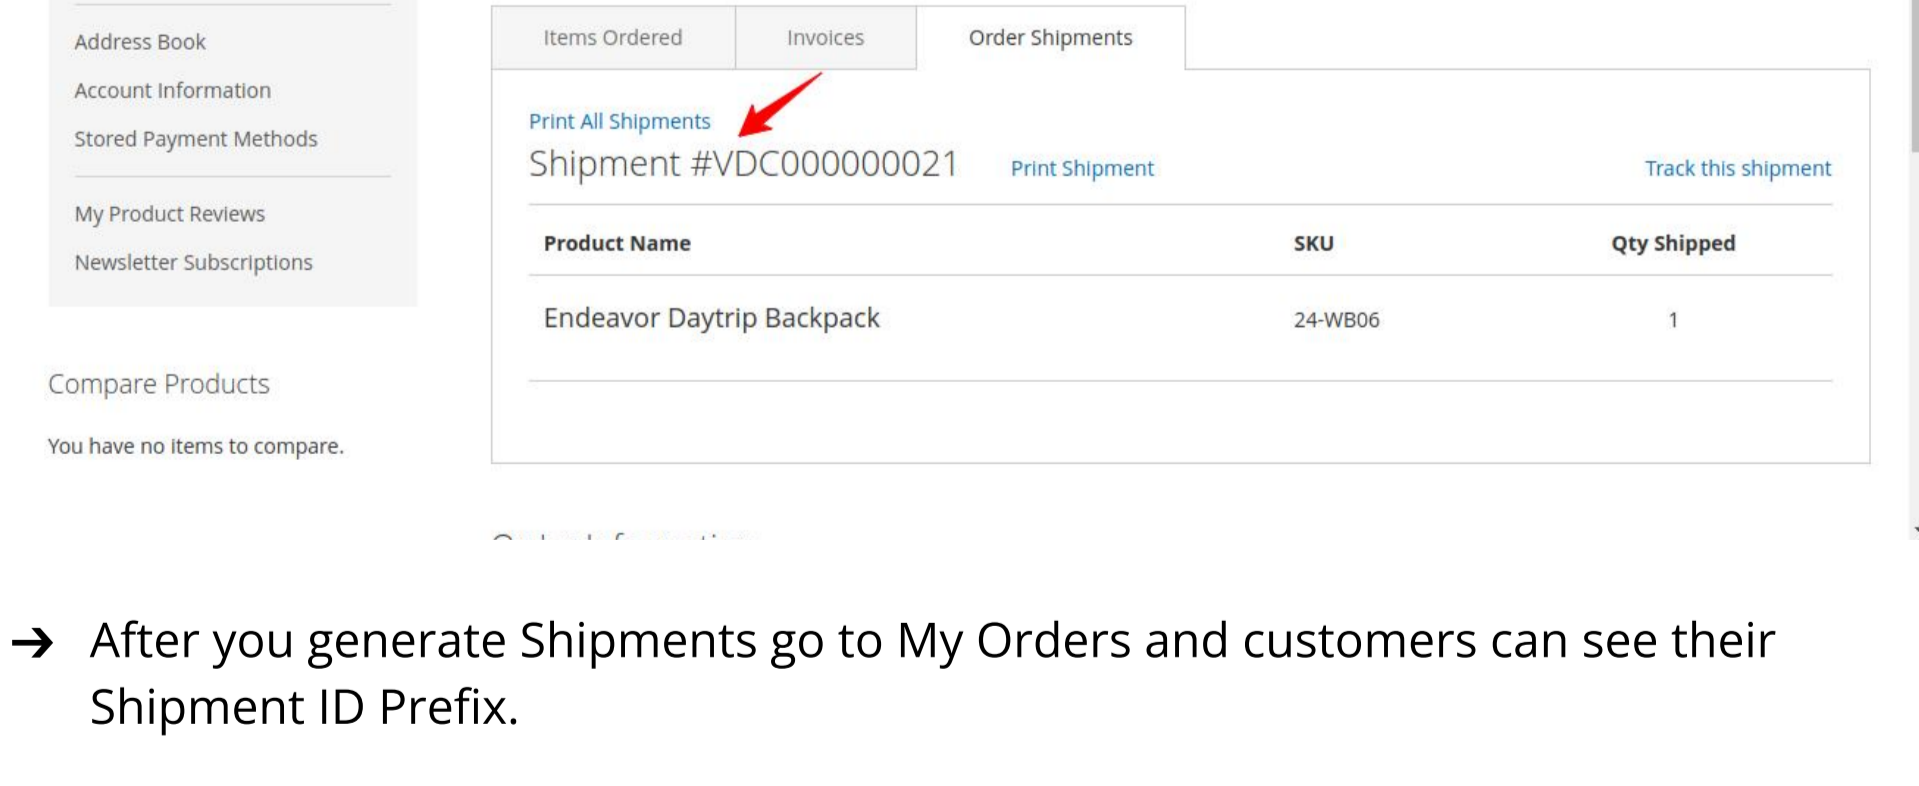 Address Book
Account Information
Stored Payment Methods
My Product Reviews
Newsletter Subscriptions
Compare Products
You have no items to compare.
Items Ordered
Invoices
Order Shipments
Print All Shipments
Shipment #VDC000000021
Print Shipment
Track this shipment
Product Name
SKU
Qty Shipped
Endeavor Daytrip Backpack
24-WB06
1
➔ After you generate Shipments go to My Orders and customers can see their
Shipment ID Prefix.